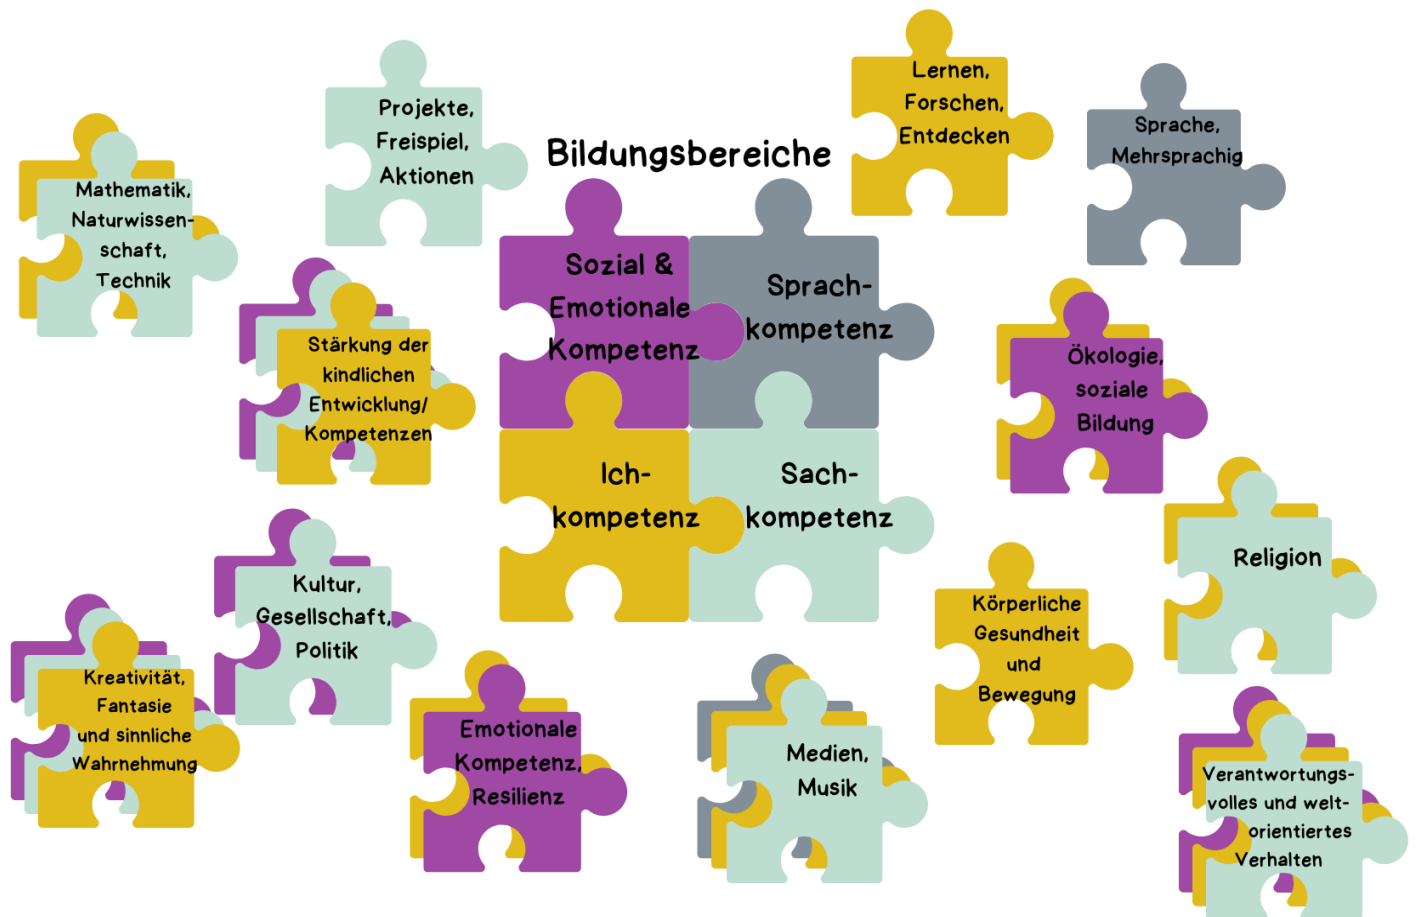 Bildungsbereiche
Sozial &
Emotionale
Kompetenz
Sprach-
kompetenz
Ich-
kompetenz
Sach-
kompetenz
Mathematik,
Naturwissen-
schaft,
Technik
Projekte,
Freispiel,
Aktionen
Lernen,
Forschen,
Entdecken
Sprache,
Mehrsprachig
Stärkung der
kindlichen
Entwicklung/
Kompetenzen
Ökologie,
soziale
Bildung
Religion
Kultur,
Gesellschaft,
Politik
Körperliche
Gesundheit
und
Bewegung
Kreativität,
Fantasie
und sinnliche
Wahrnehmung
Emotionale
Kompetenz,
Resilienz
Medien,
Musik
Verantwortungs-
volles und welt-
orientiertes
Verhalten